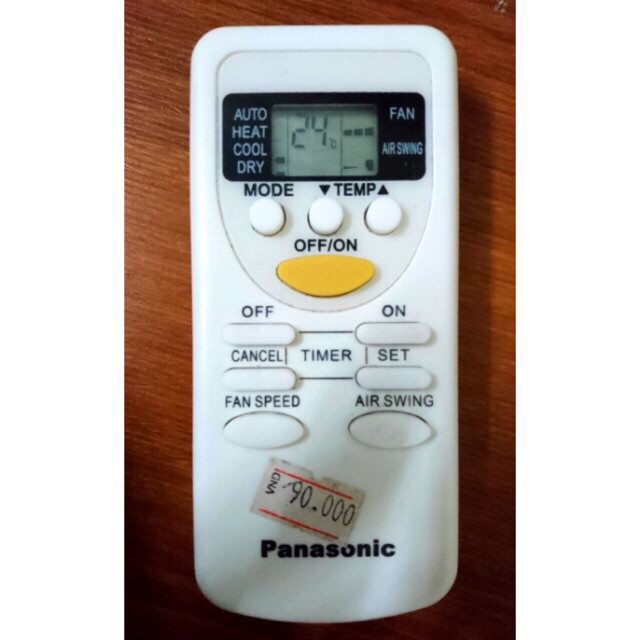 AUTO FAN
HEAT
24°C
COOL AIR SWING
DRY
MODE ▼TEMP▲
OFF/ON
OFF ON
CANCEL| TIMER | SET
FAN SPEED AIR SWING
VND 90.000
Panasonic